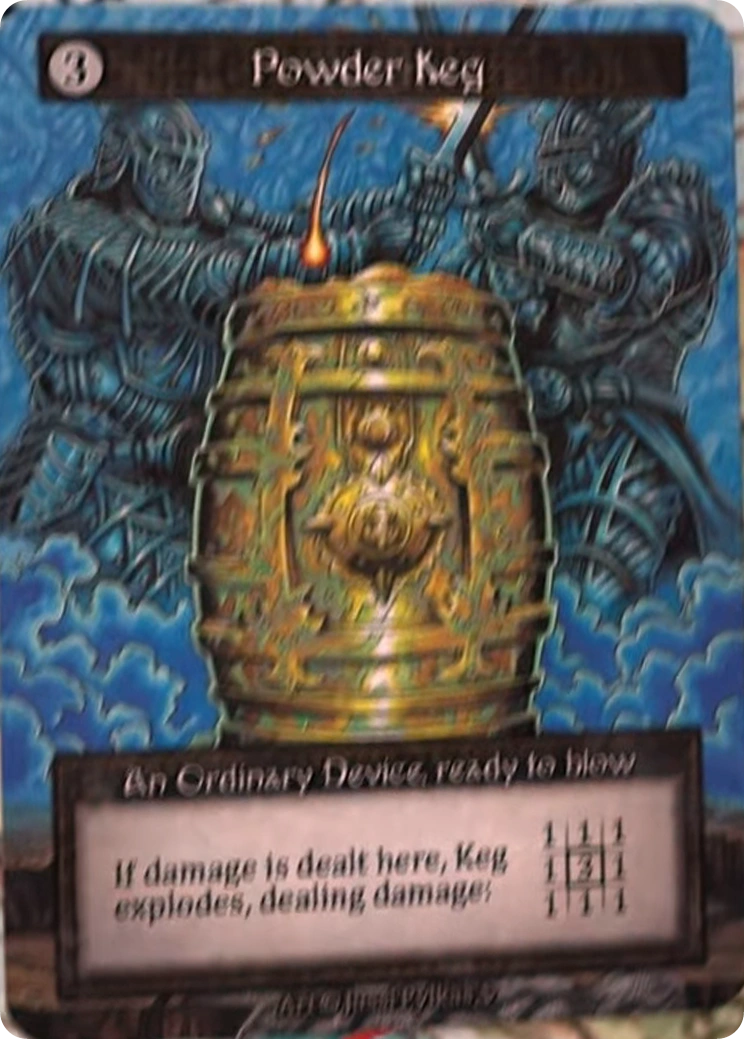 3
Powder Keg
An Ordinary Device, ready to blow
If damage is dealt here, Keg
explodes, dealing damage:
1 1 1
1 3 1
1 1 1